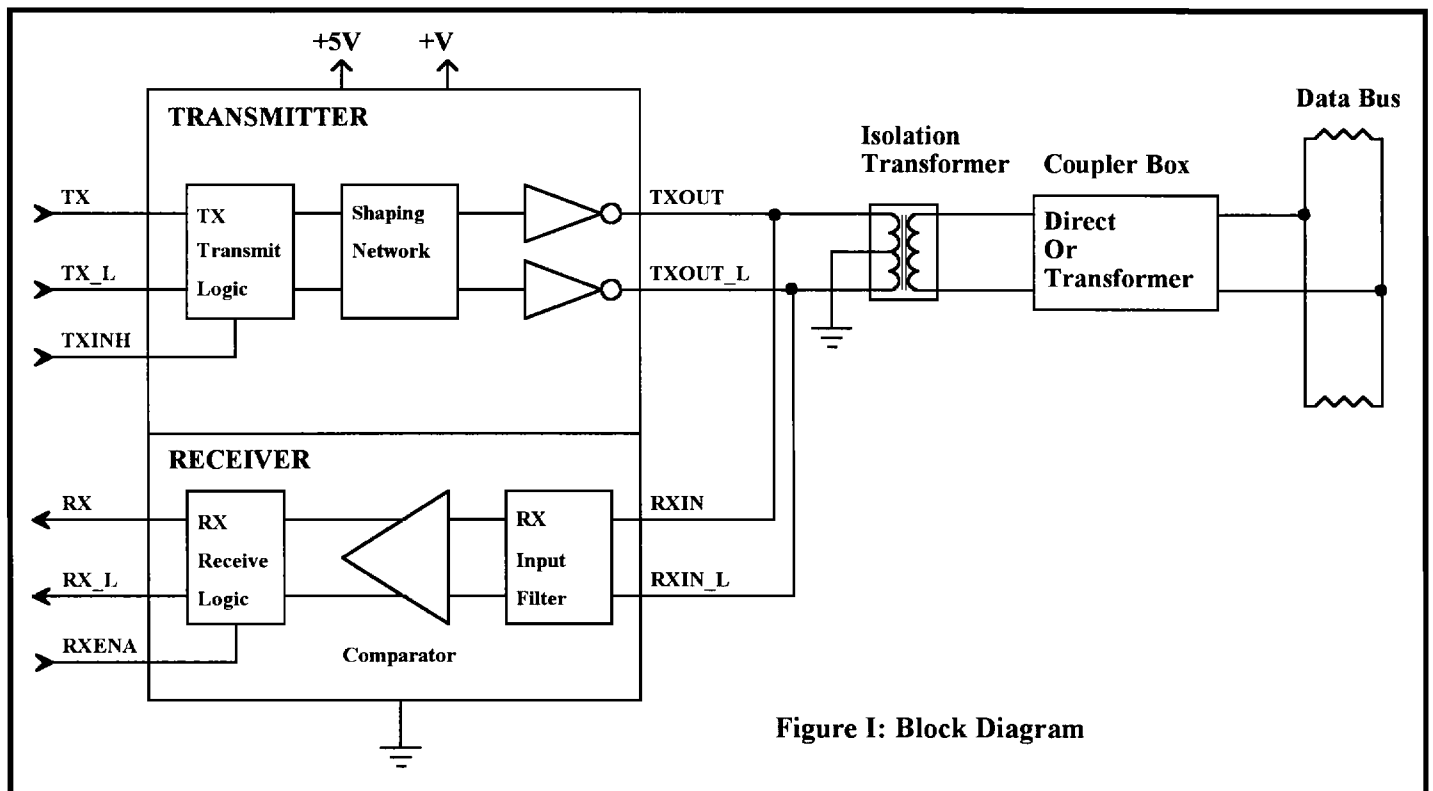 +5V
+V
TRANSMITTER
TX
TX_L
TXINH
TX
Transmit
Logic
Shaping
Network
TXOUT
TXOUT_L
Isolation
Transformer
Coupler Box
Direct
Or
Transformer
Data Bus
RECEIVER
RX
RX_L
RXENA
RX
Receive
Logic
Comparator
RX
Input
Filter
RXIN
RXIN_L
Figure I: Block Diagram